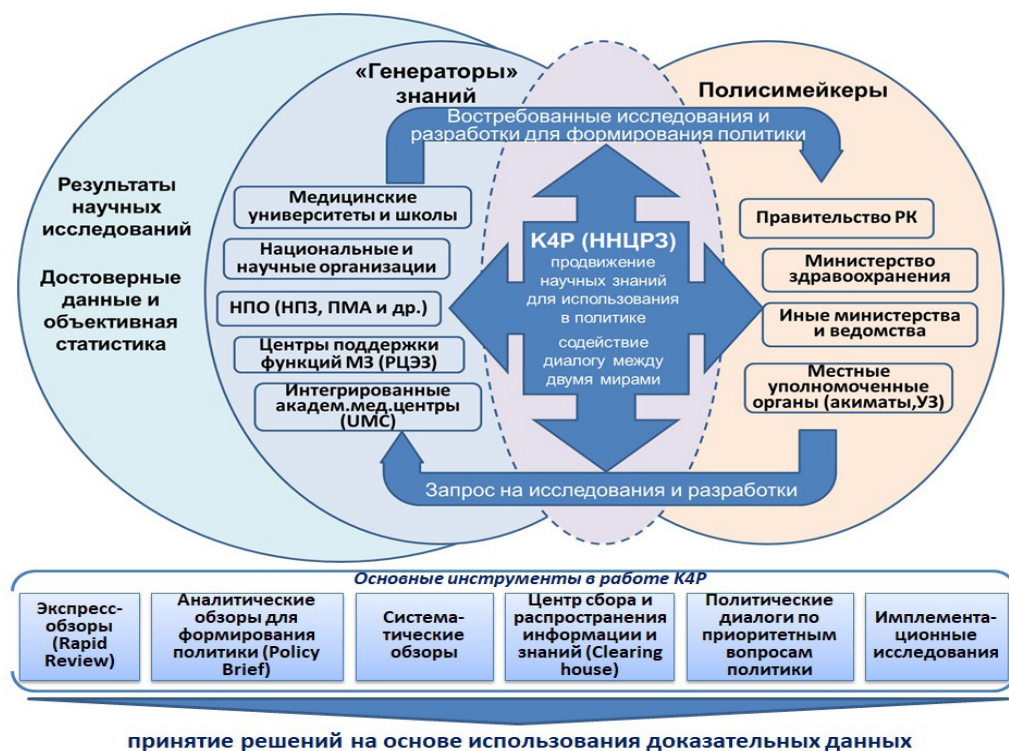 «Генераторы»
знаний
Полисимейкеры
Востребованные исследования и
разработки для формирования политики
Результаты
научных
исследований
Достоверные
данные и
объективная
статистика
Медицинские
университеты и школы
Национальные и
научные организации
НПО (НПЗ, ПМА и др.)
Центры поддержки
функций МЗ (РЦЭЗ)
Интегрированные
академ.мед.центры
(UMC)
K4P (ННЦРЗ)
продвижение
научных знаний
для использования
в политике
содействие
диалогу между
двумя мирами
Правительство РК
Министерство
здравоохранения
Иные министерства
и ведомства
Местные
уполномоченные
органы (акиматы,УЗ)
Запрос на исследования и разработки
Основные инструменты в работе K4P
Экспресс-
обзоры
(Rapid
Review)
Аналитические
обзоры для
формирования
политики (Policy
Brief)
Система-
тические
обзоры
Центр сбора и
распространения
информации и
знаний (Clearing
house)
Политические
диалоги по
приоритетным
вопросам
политики
Имплемента-
ционные
исследования
принятие решений на основе использования доказательных данных